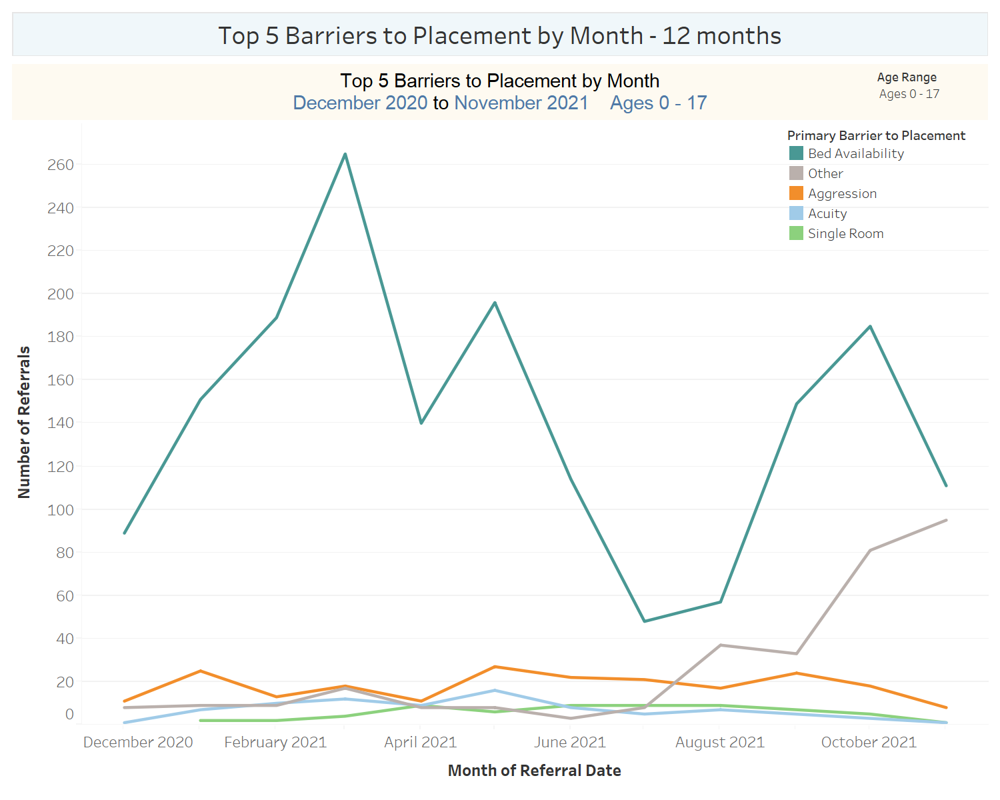 Top 5 Barriers to Placement by Month - 12 months
Top 5 Barriers to Placement by Month
December 2020 to November 2021 Ages 0 - 17
Age Range
Ages 0 - 17
Primary Barrier to Placement
Bed Availability
Other
Aggression
Acuity
Single Room
Number of Referrals
260
240
220
200
180
160
140
120
100
80
60
40
20
0
December 2020 February 2021 April 2021 June 2021 August 2021 October 2021
Month of Referral Date